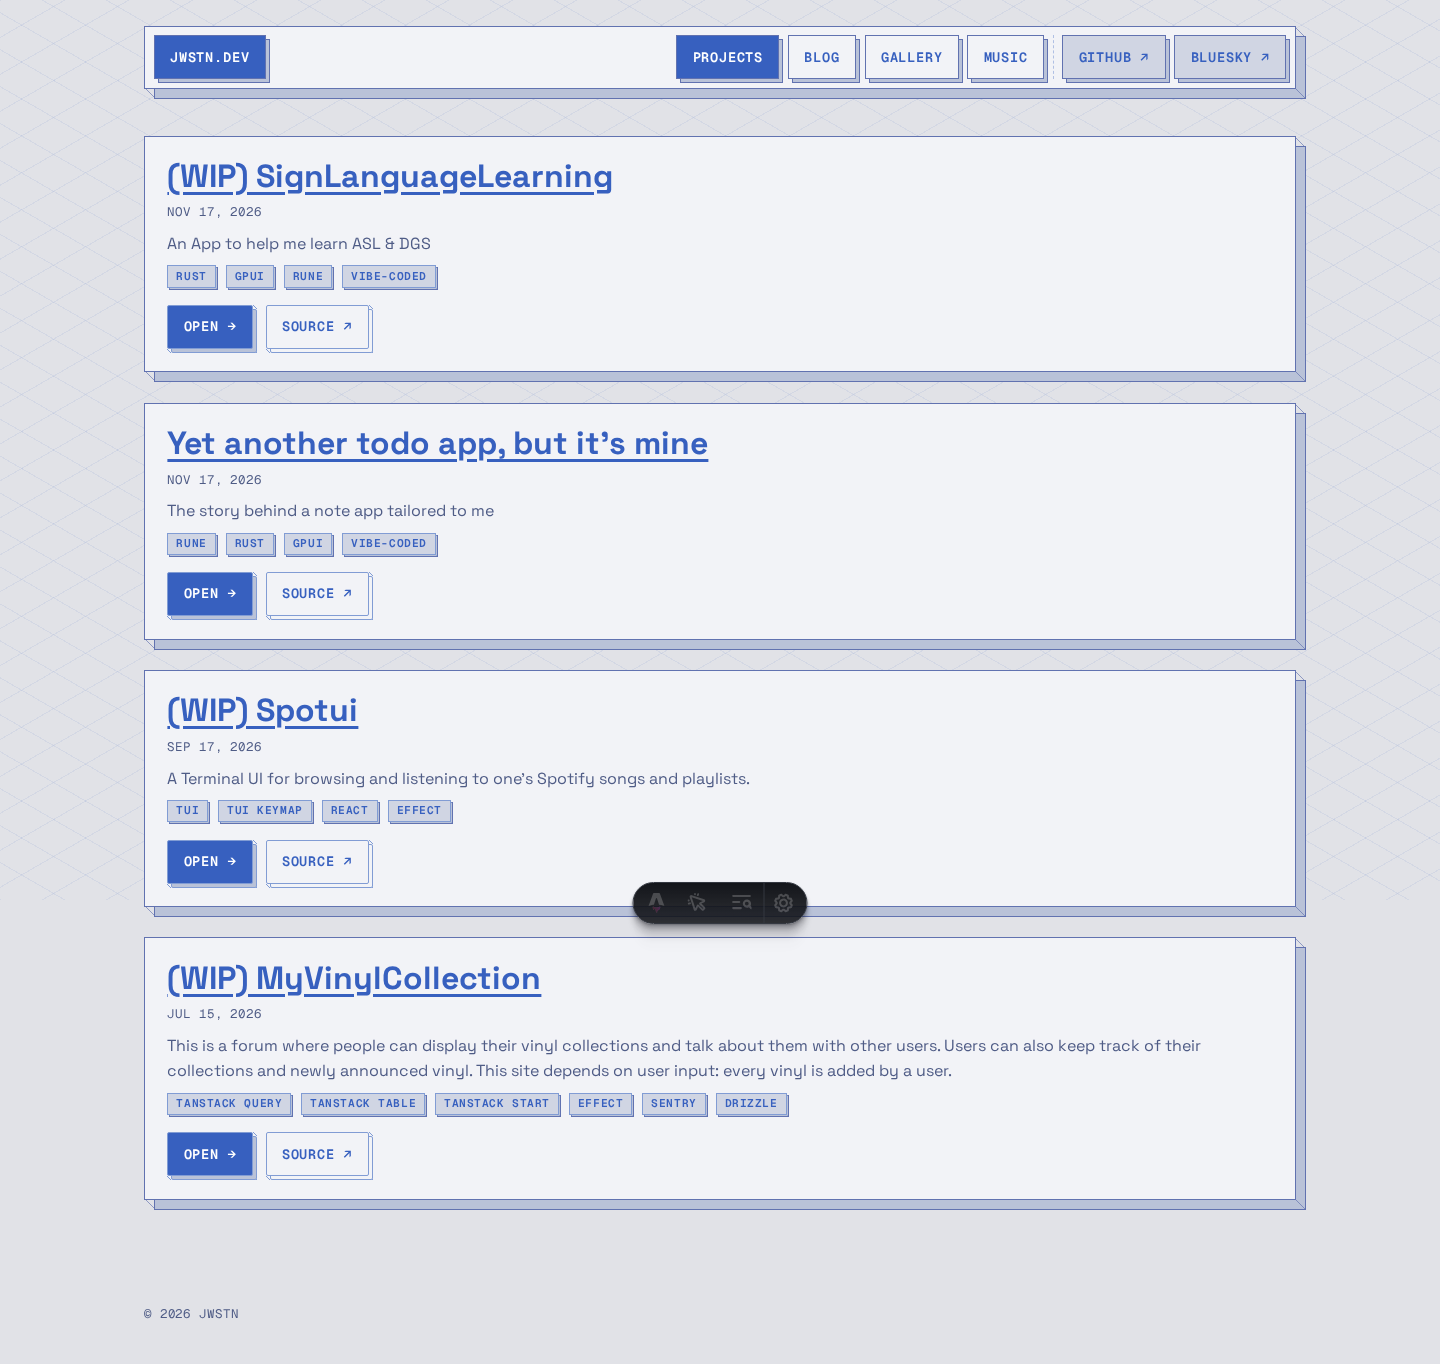 JWSTN.DEV PROJECTS BLOG GALLERY MUSIC GITHUB ↗ BLUESKY ↗
(WIP) SignLanguageLearning
NOV 17, 2026
An App to help me learn ASL & DGS
RUST GPUI RUNE VIBE-CODED
OPEN → SOURCE ↗
Yet another todo app, but it’s mine
NOV 17, 2026
The story behind a note app tailored to me
RUNE RUST GPUI VIBE-CODED
OPEN → SOURCE ↗
(WIP) Spotui
SEP 17, 2026
A Terminal UI for browsing and listening to one’s Spotify songs and playlists.
TUI TUI KEYMAP REACT EFFECT
OPEN → SOURCE ↗
(WIP) MyVinylCollection
JUL 15, 2026
This is a forum where people can display their vinyl collections and talk about them with other users. Users can also keep track of their
collections and newly announced vinyl. This site depends on user input: every vinyl is added by a user.
TANSTACK QUERY TANSTACK TABLE TANSTACK START EFFECT SENTRY DRIZZLE
OPEN → SOURCE ↗
© 2026 JWSTN